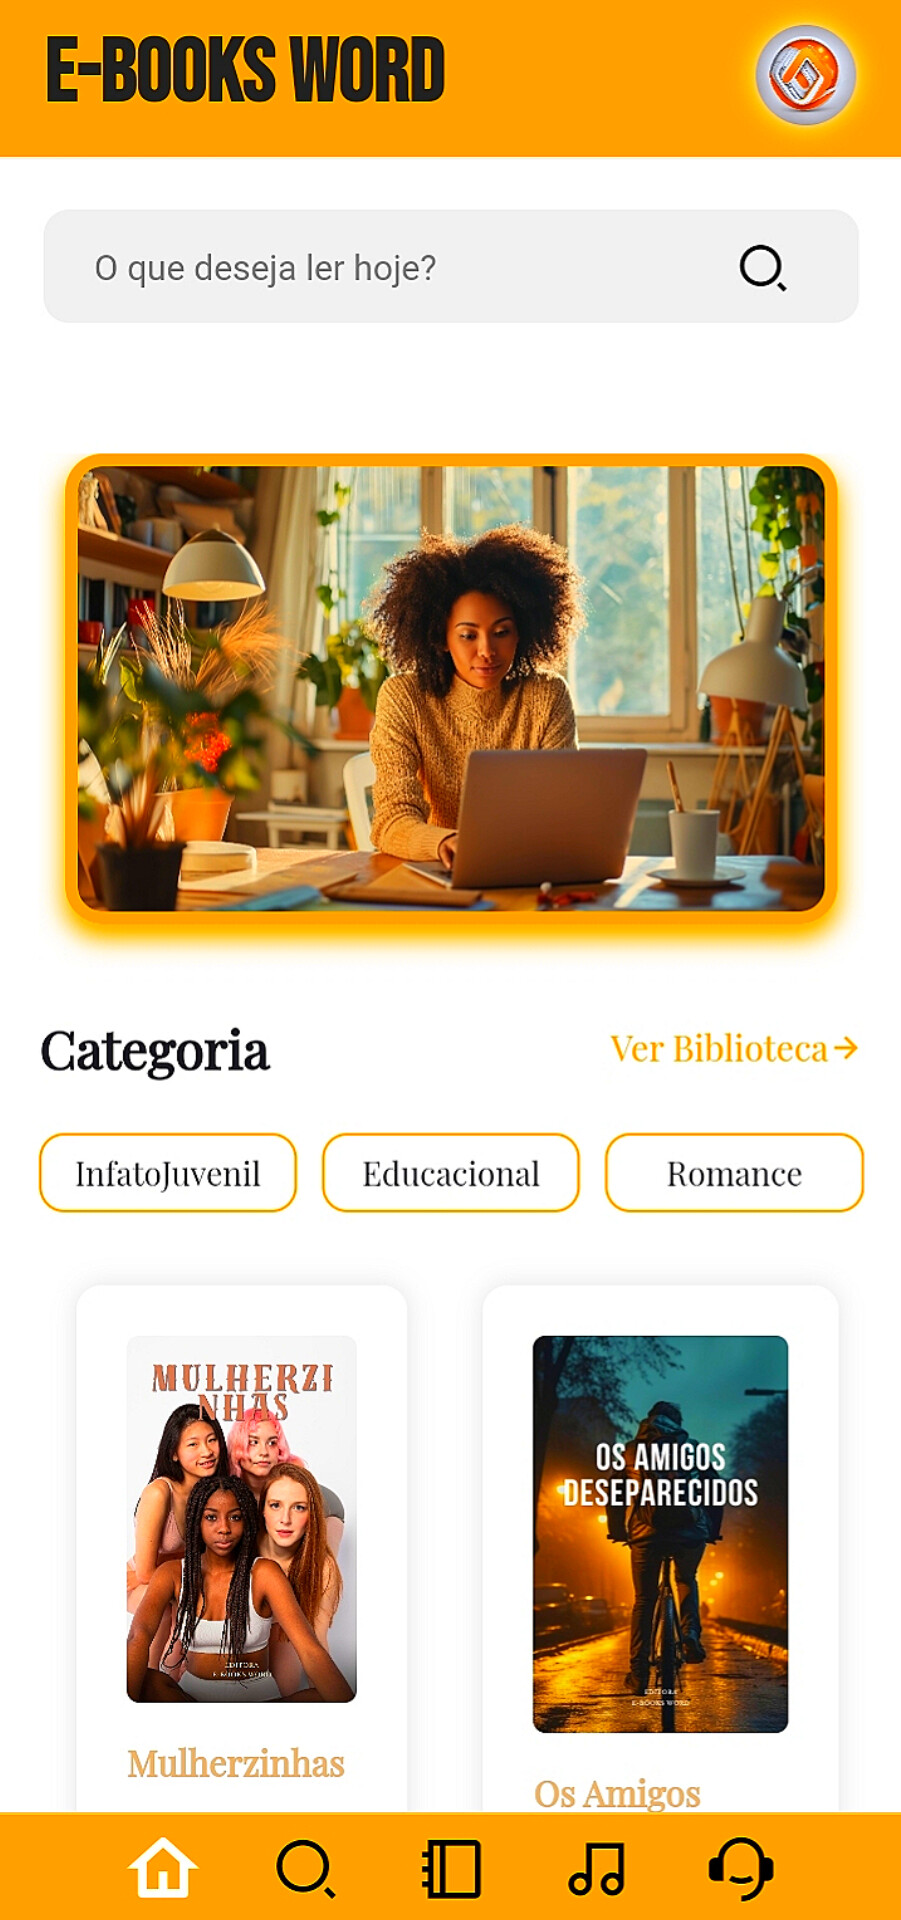 E-BOOKS WORD
O que deseja ler hoje?
Categoria
Ver Biblioteca
InfatoJuvenil
Educacional
Romance
MULHERZI
NHAS
EDITORA
E-BOOKS WORD
Mulherzinhas
OS AMIGOS
DESEPARECIDOS
EDITORA
E-BOOKS WORD
Os Amigos